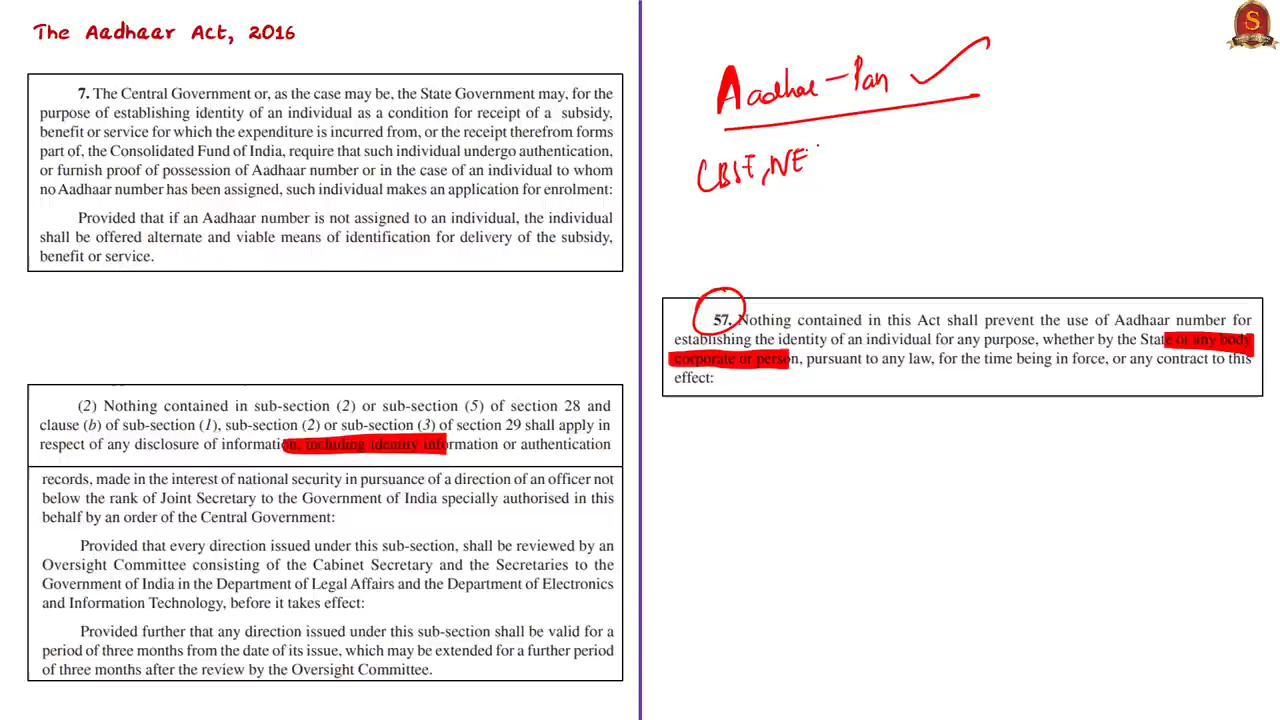 The Aadhaar Act, 2016
7. The Central Government or, as the case may be, the State Government may, for the
purpose of establishing identity of an individual as a condition for receipt of a subsidy,
benefit or service for which the expenditure is incurred from, or the receipt therefrom forms
part of, the Consolidated Fund of India, require that such individual undergo authentication,
or furnish proof of possession of Aadhaar number or in the case of an individual to whom
no Aadhaar number has been assigned, such individual makes an application for enrolment:
Provided that if an Aadhaar number is not assigned to an individual, the individual
shall be offered alternate and viable means of identification for delivery of the subsidy,
benefit or service.
(2) Nothing contained in sub-section (2) or sub-section (5) of section 28 and
clause (b) of sub-section (1), sub-section (2) or sub-section (3) of section 29 shall apply in
respect of any disclosure of information, including identity information or authentication
records, made in the interest of national security in pursuance of a direction of an officer not
below the rank of Joint Secretary to the Government of India specially authorised in this
behalf by an order of the Central Government:
Provided that every direction issued under this sub-section, shall be reviewed by an
Oversight Committee consisting of the Cabinet Secretary and the Secretaries to the
Government of India in the Department of Legal Affairs and the Department of Electronics
and Information Technology, before it takes effect:
Provided further that any direction issued under this sub-section shall be valid for a
period of three months from the date of its issue, which may be extended for a further period
of three months after the review by the Oversight Committee.
Aadhar - Pan
CBSE, NE
57. Nothing contained in this Act shall prevent the use of Aadhaar number for
establishing the identity of an individual for any purpose, whether by the State or any body
corporate or person, pursuant to any law, for the time being in force, or any contract to this
effect:
S